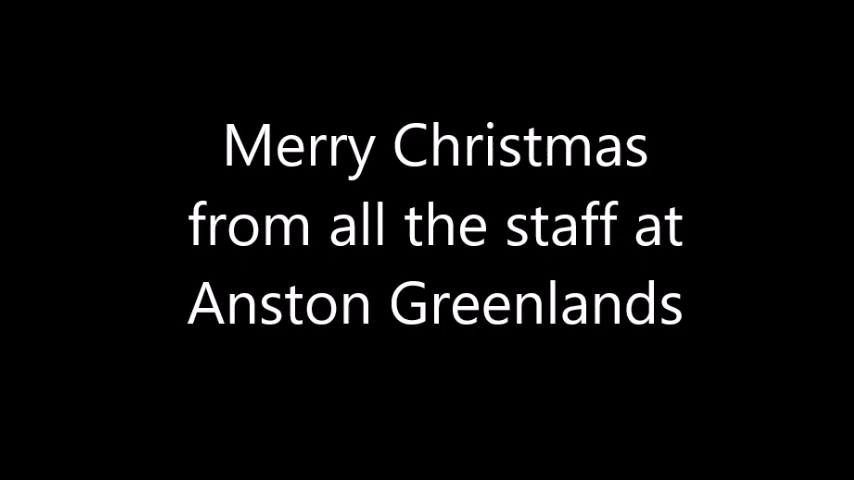 Merry Christmas
from all the staff at
Anston Greenlands